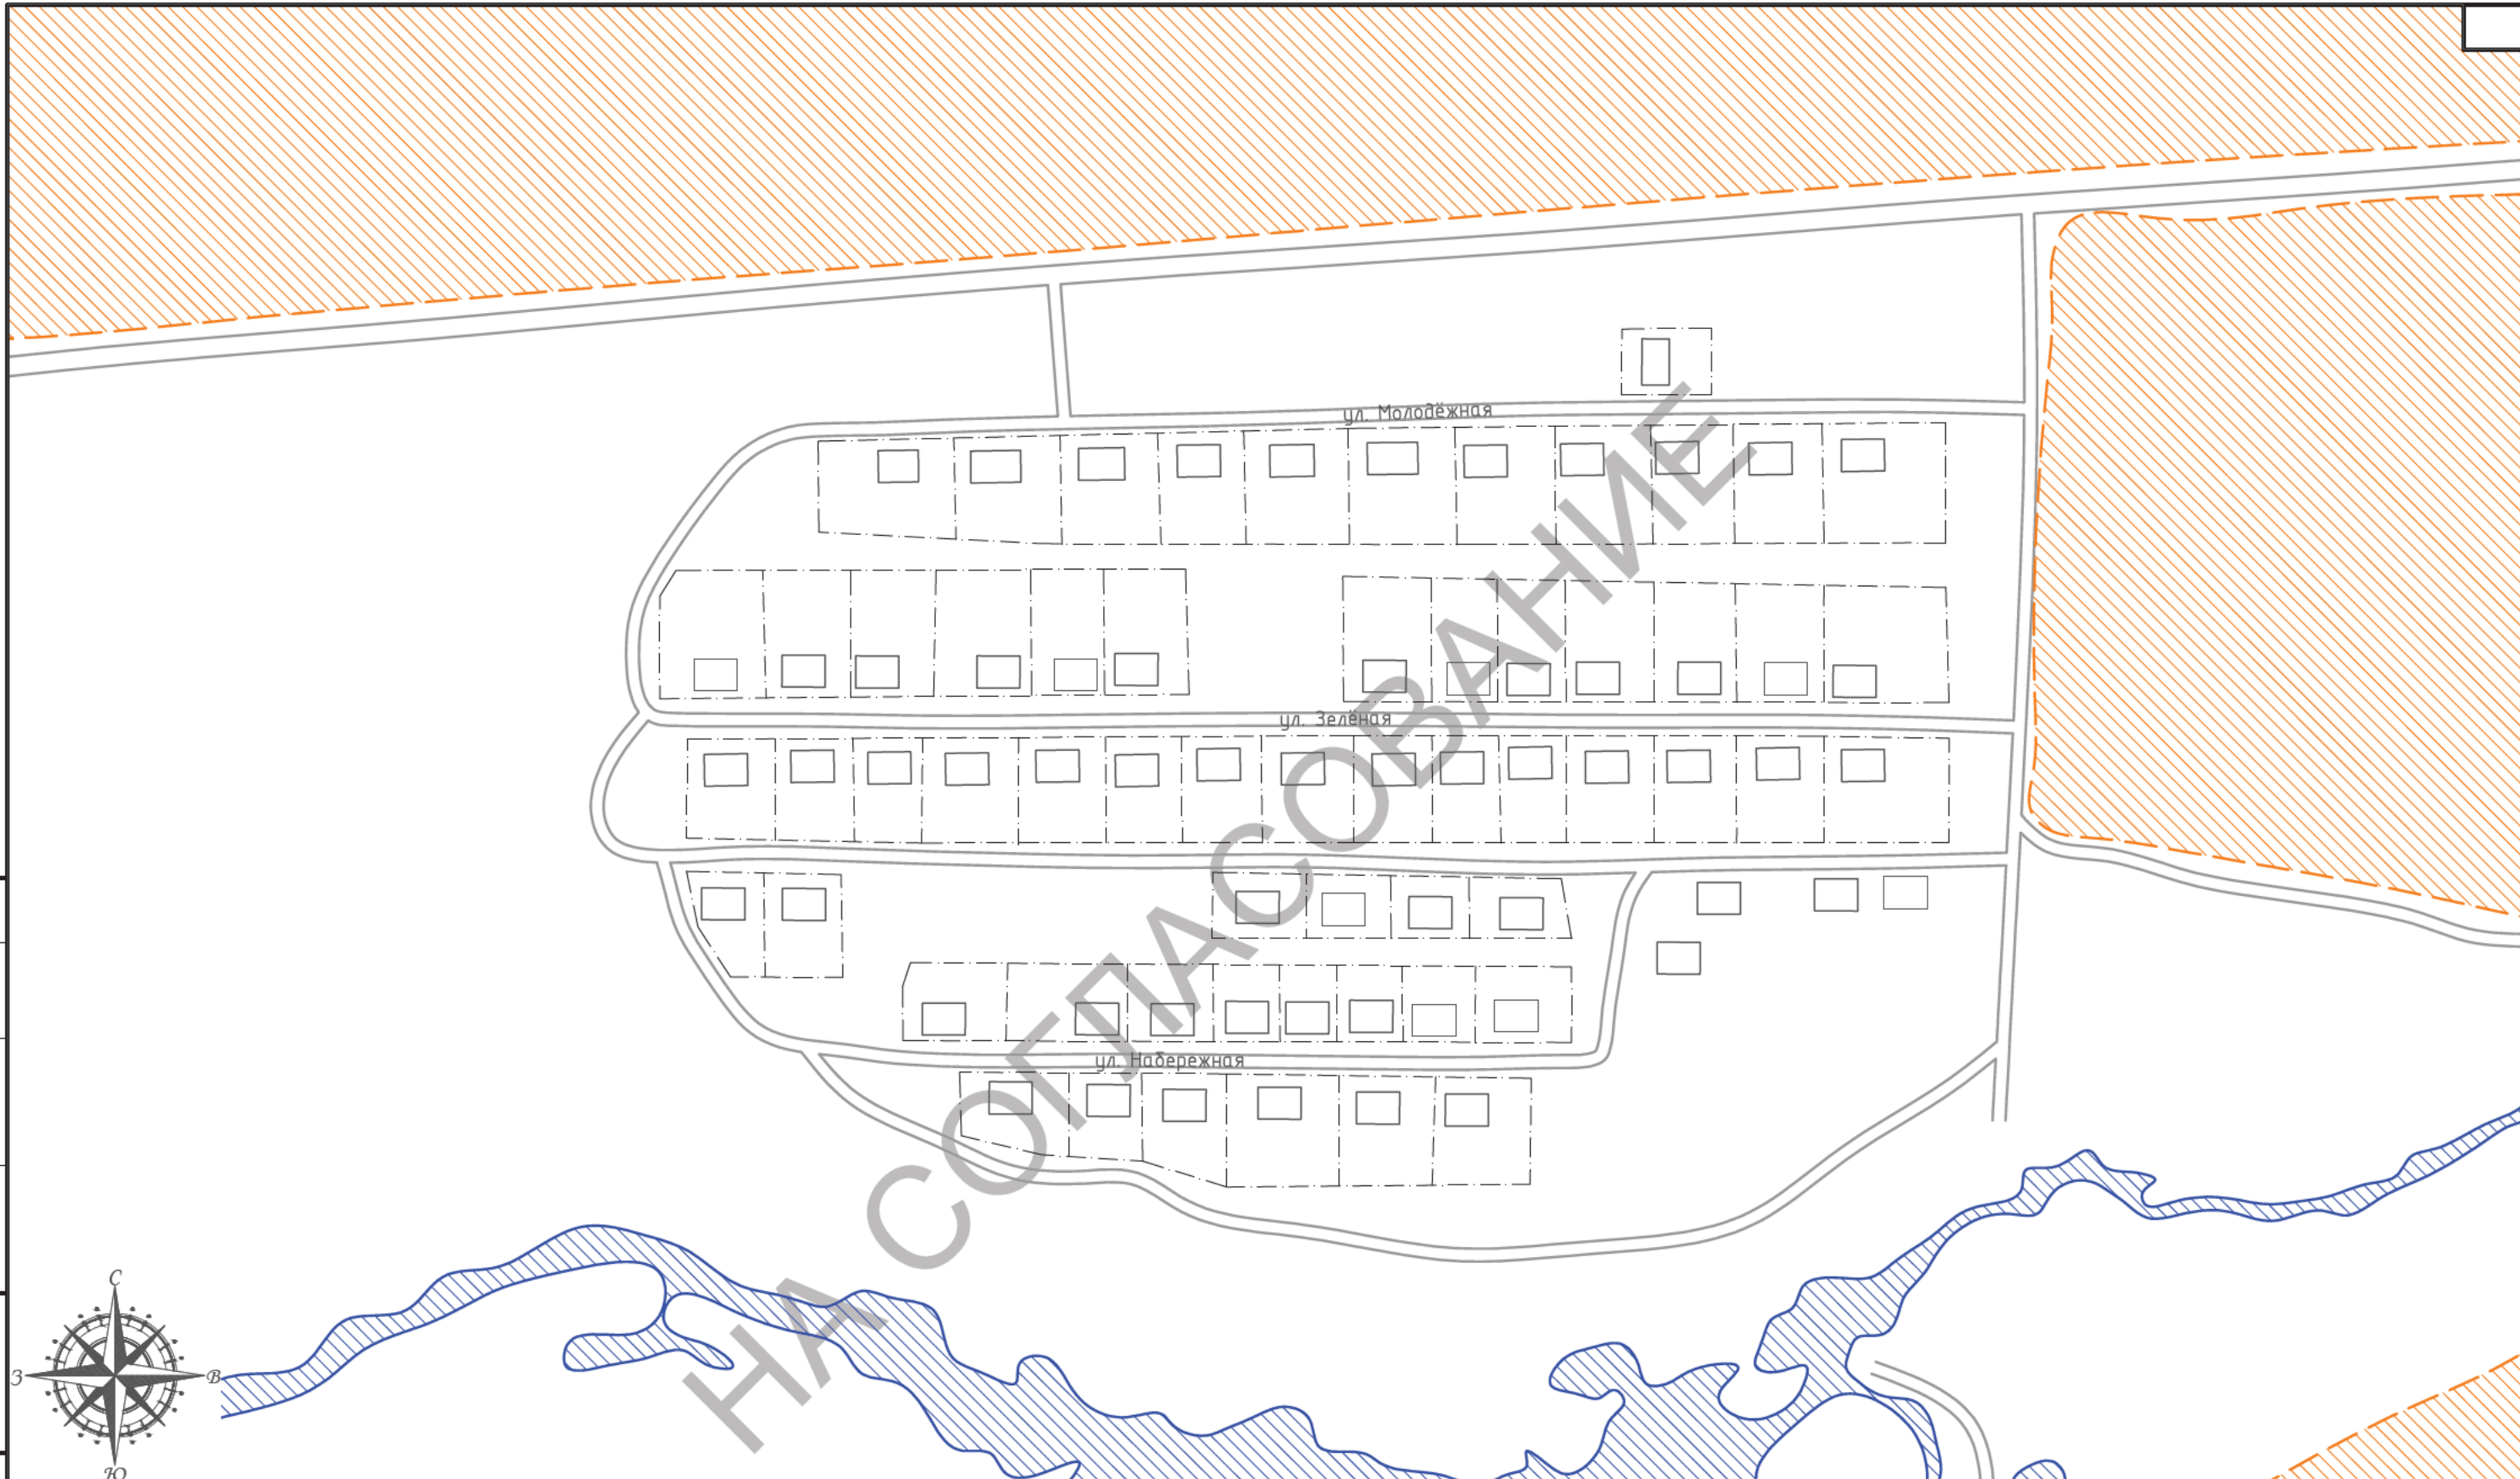 ул. Молодёжная
ул. Зелёная
ул. Набережная
НА СОГЛАСОВАНИЕ
С
З
В
Ю